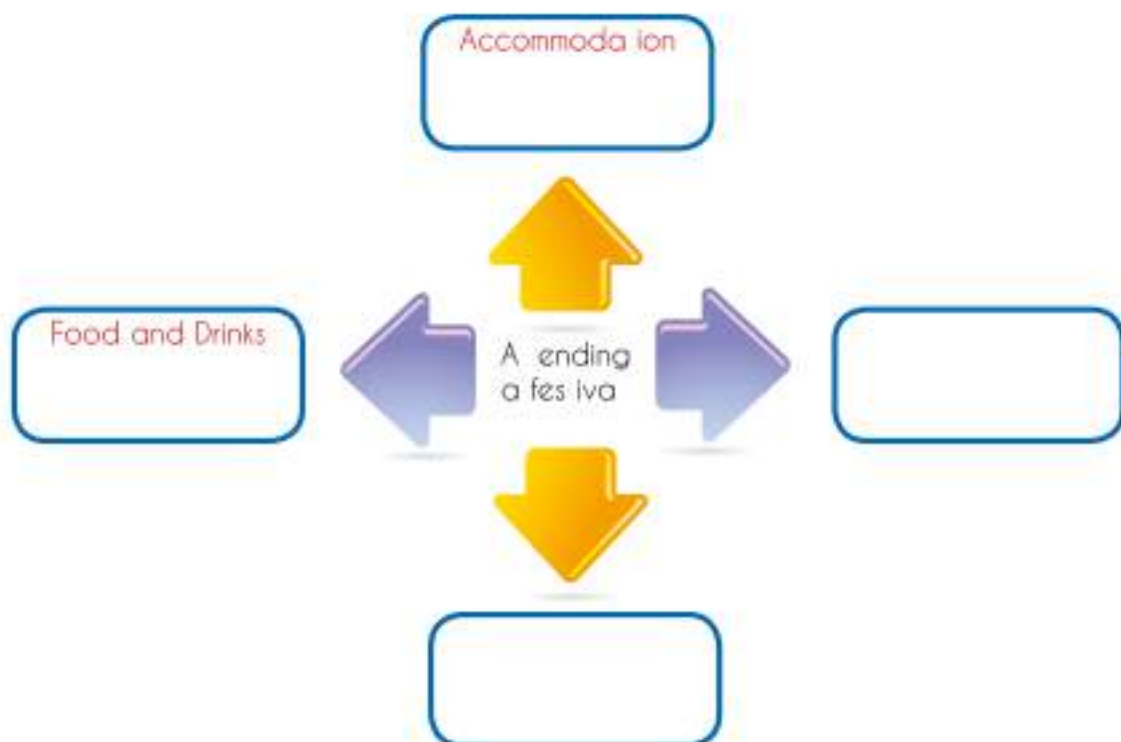 Accommoda ion
Food and Drinks
A ending
a fes iva